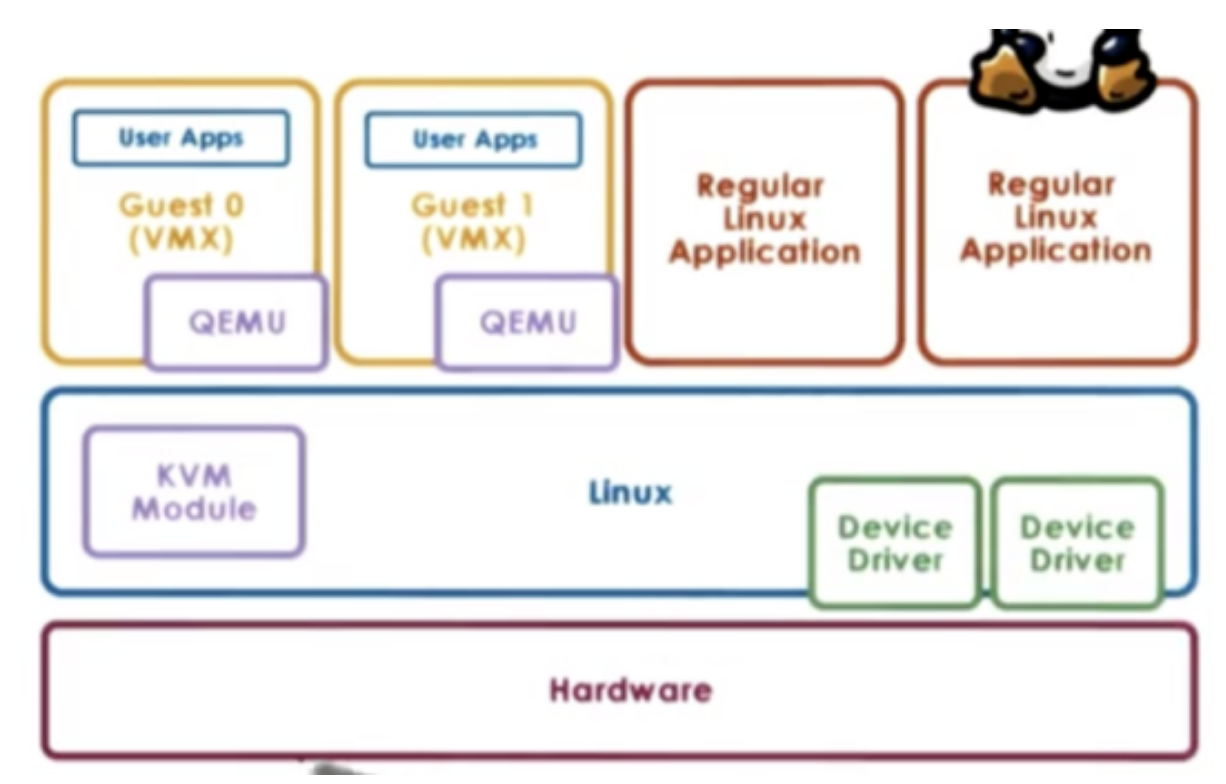 User Apps
Guest 0
(VMX)
QEMU
User Apps
Guest 1
(VMX)
QEMU
Regular
Linux
Application
Regular
Linux
Application
KVM
Module
Linux
Device
Driver
Device
Driver
Hardware